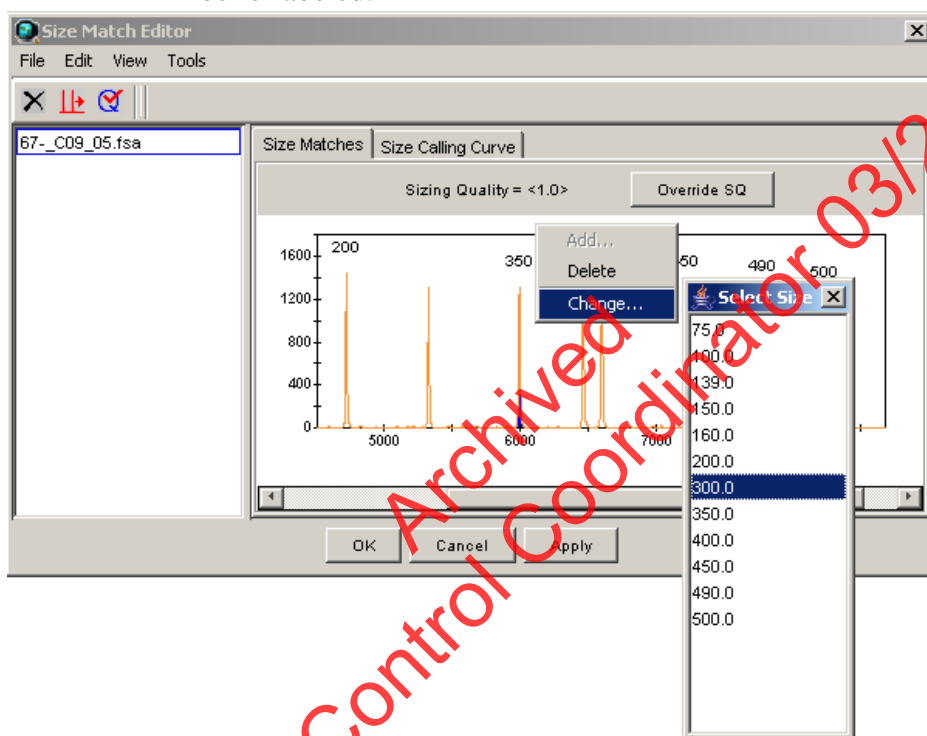 Size Match Editor
File Edit View Tools
67-_C09_05.fsa
Size Matches Size Calling Curve
Sizing Quality = <1.0> Override SQ
200
350
490
500
Add...
Delete
Change...
1600
1200
800
400
0
5000
6000
7000
Select Size
75.0
100.0
139.0
150.0
160.0
200.0
300.0
350.0
400.0
450.0
490.0
500.0
OK Cancel Apply
Archived
Control Coordinator 03/2